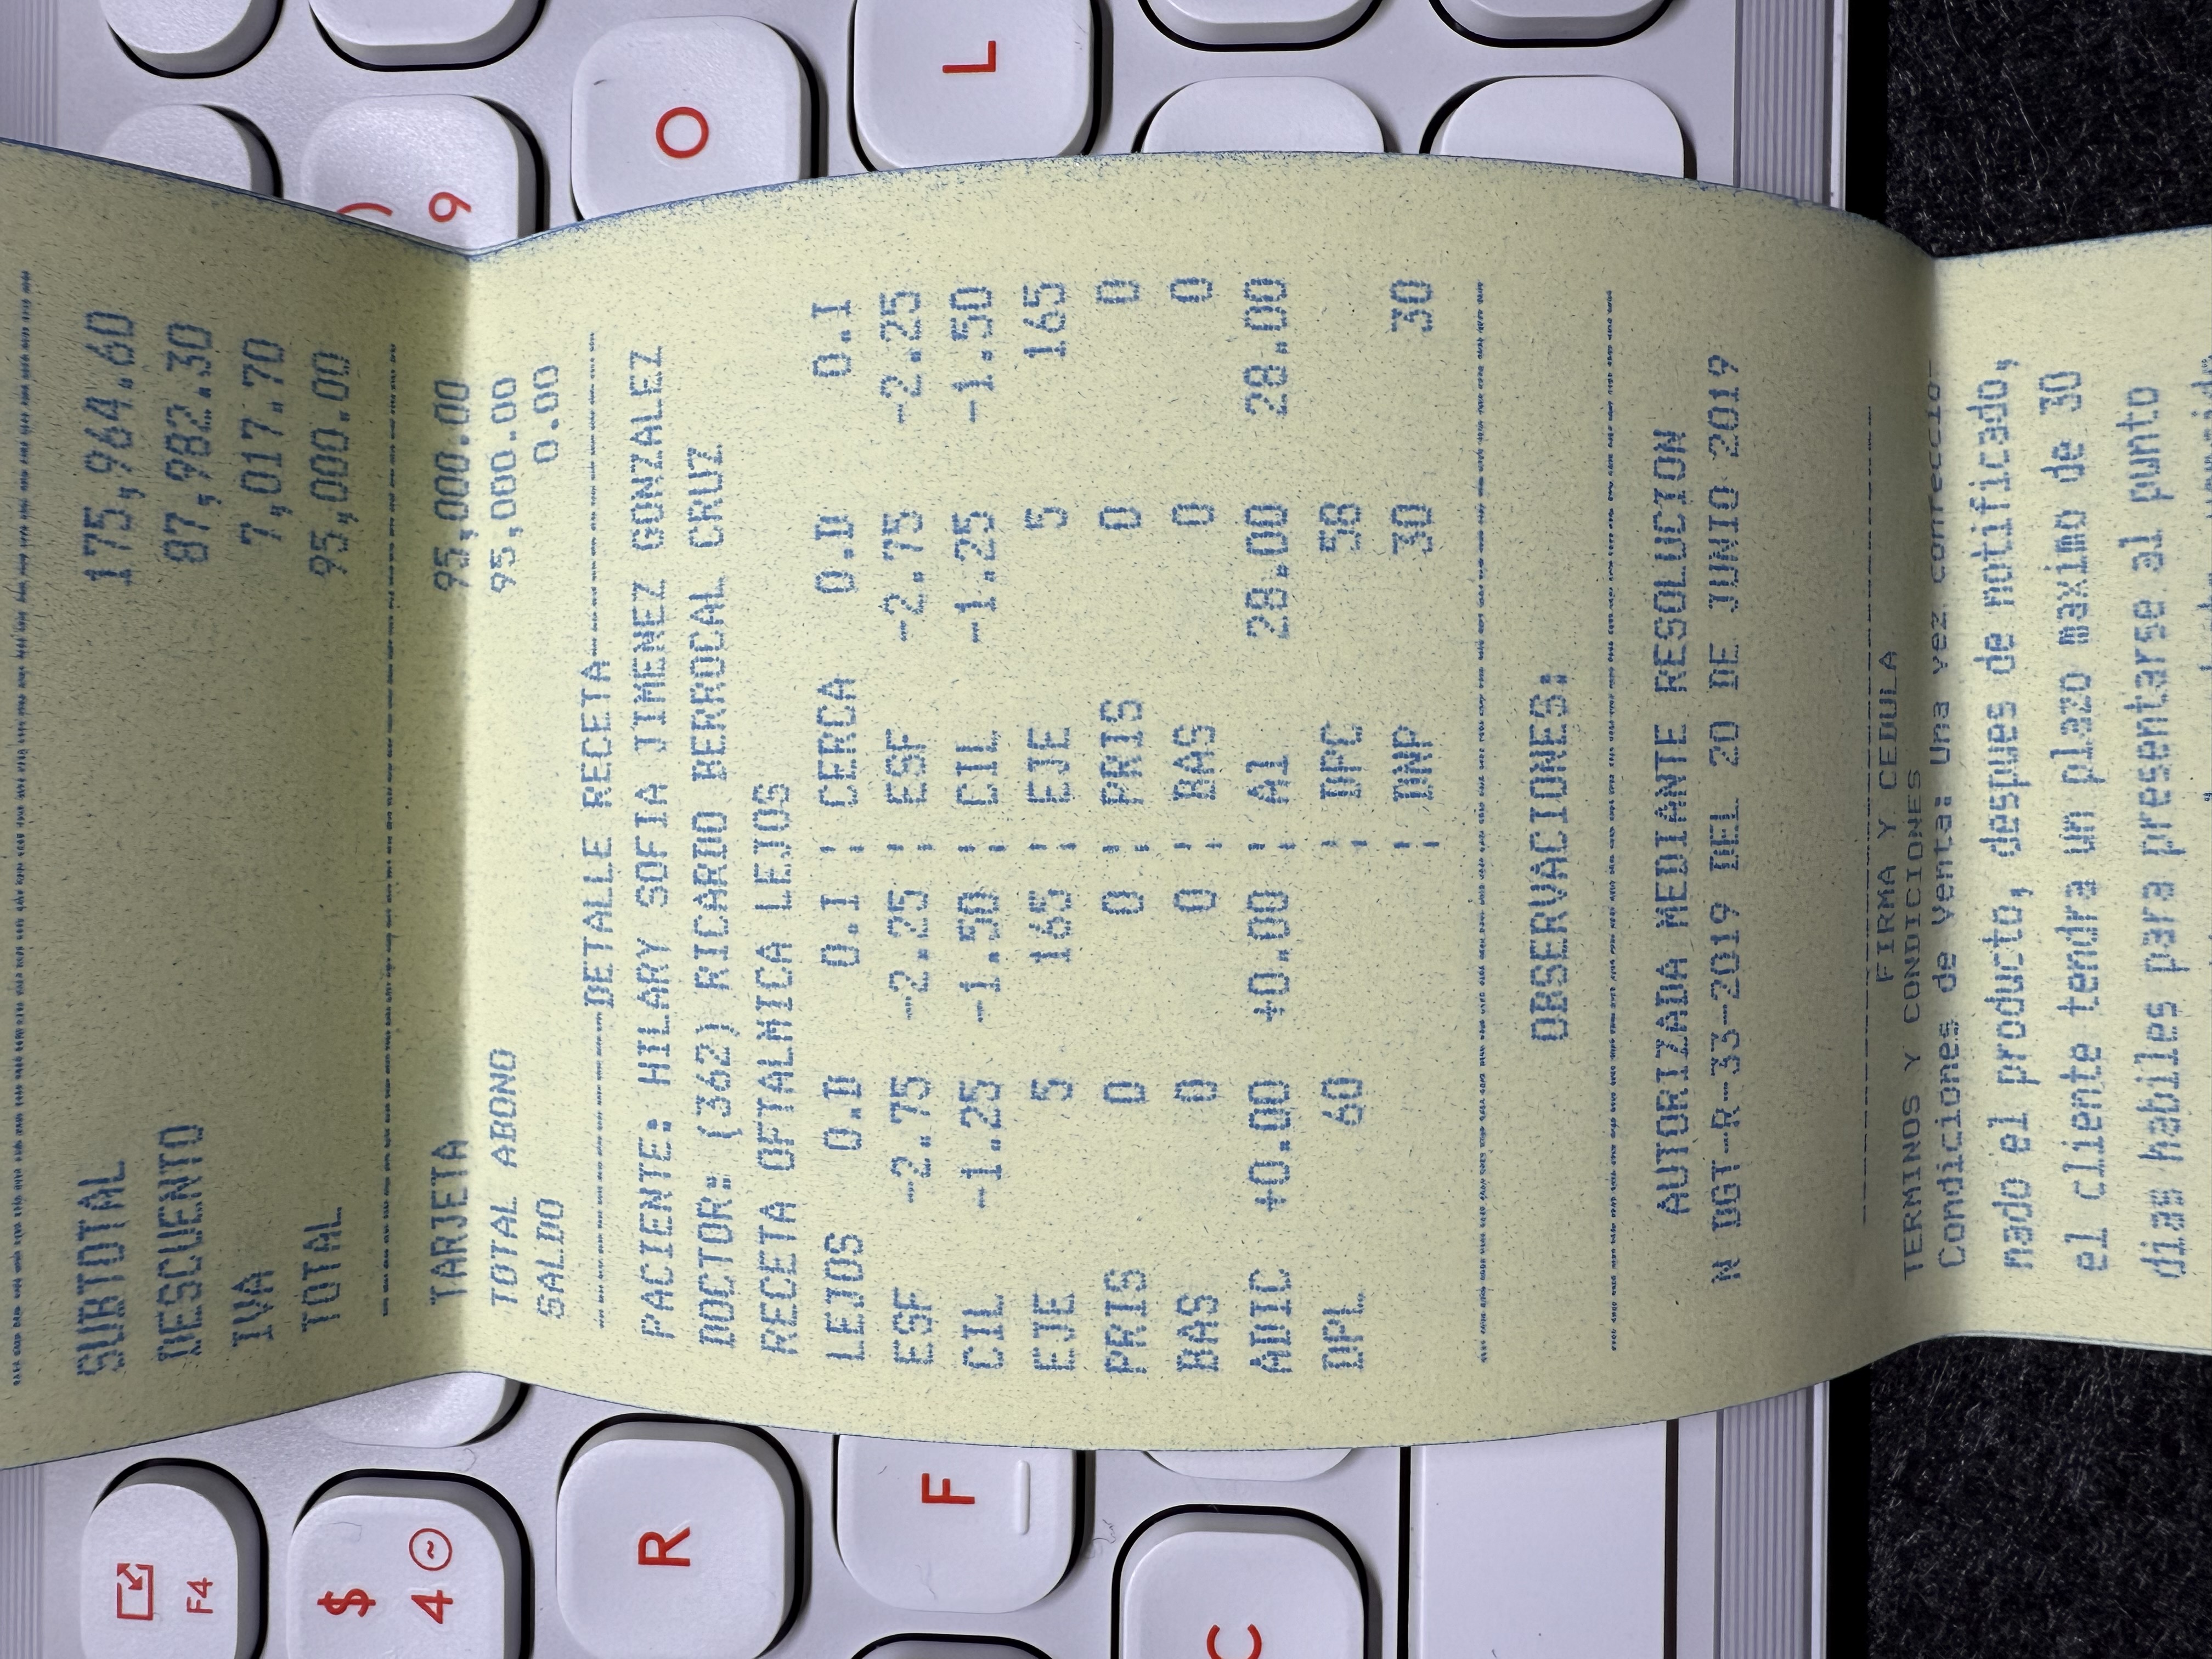 SUBTOTAL 175,964.60
DESCUENTO 87,982.30
IVA 7,017.70
TOTAL 95,000.00
TARJETA 95,000.00
TOTAL ABONO 95,000.00
SALDO 0.00
DETALLE RECETA
PACIENTE: HILARY SOFIA JIMENEZ GONZALEZ
DOCTOR: (362) RICARDO BERROCAL CRUZ
RECETA OFTALMICA LEJOS
LEJOS O.D O.I ¦ CERCA O.D O.I
ESF -2.75 -2.25 ¦ ESF -2.75 -2.25
CIL -1.25 -1.50 ¦ CIL -1.25 -1.50
EJE 5 165 ¦ EJE 5 165
PRIS 0 0 ¦ PRIS 0 0
BAS 0 0 ¦ BAS 0 0
ADIC +0.00 +0.00 ¦ Al 28.00 28.00
DPL 60 ¦ DPC 58
¦ DNP 30 30
OBSERVACIONES:
AUTORIZADA MEDIANTE RESOLUCION
N DGT-R-33-2019 DEL 20 DE JUNIO 2019
FIRMA Y CEDULA
TERMINOS Y CONDICIONES
Condiciones de Venta: Una vez confeccio-
nado el producto, despues de notificado,
el cliente tendra un plazo maximo de 30
dias habiles para presentarse al punto
9
O
L
F4
$
4
R
F
C